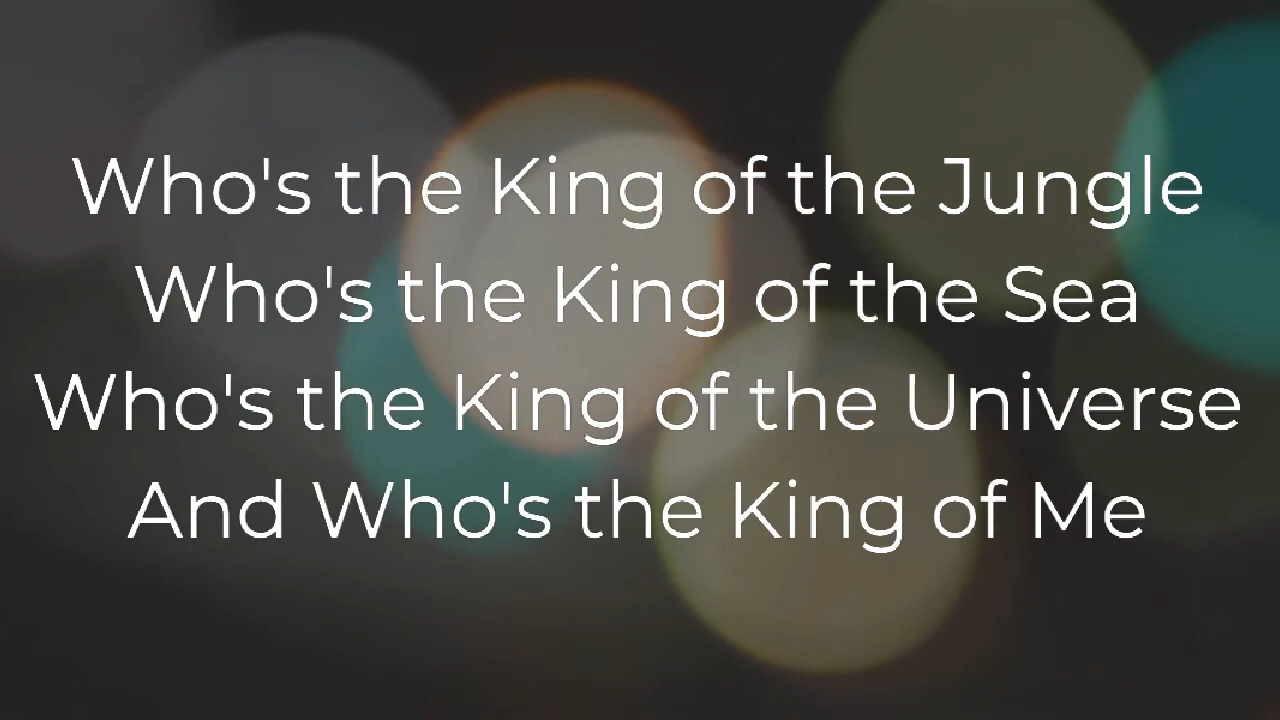 Who's the King of the Jungle
Who's the King of the Sea
Who's the King of the Universe
And Who's the King of Me